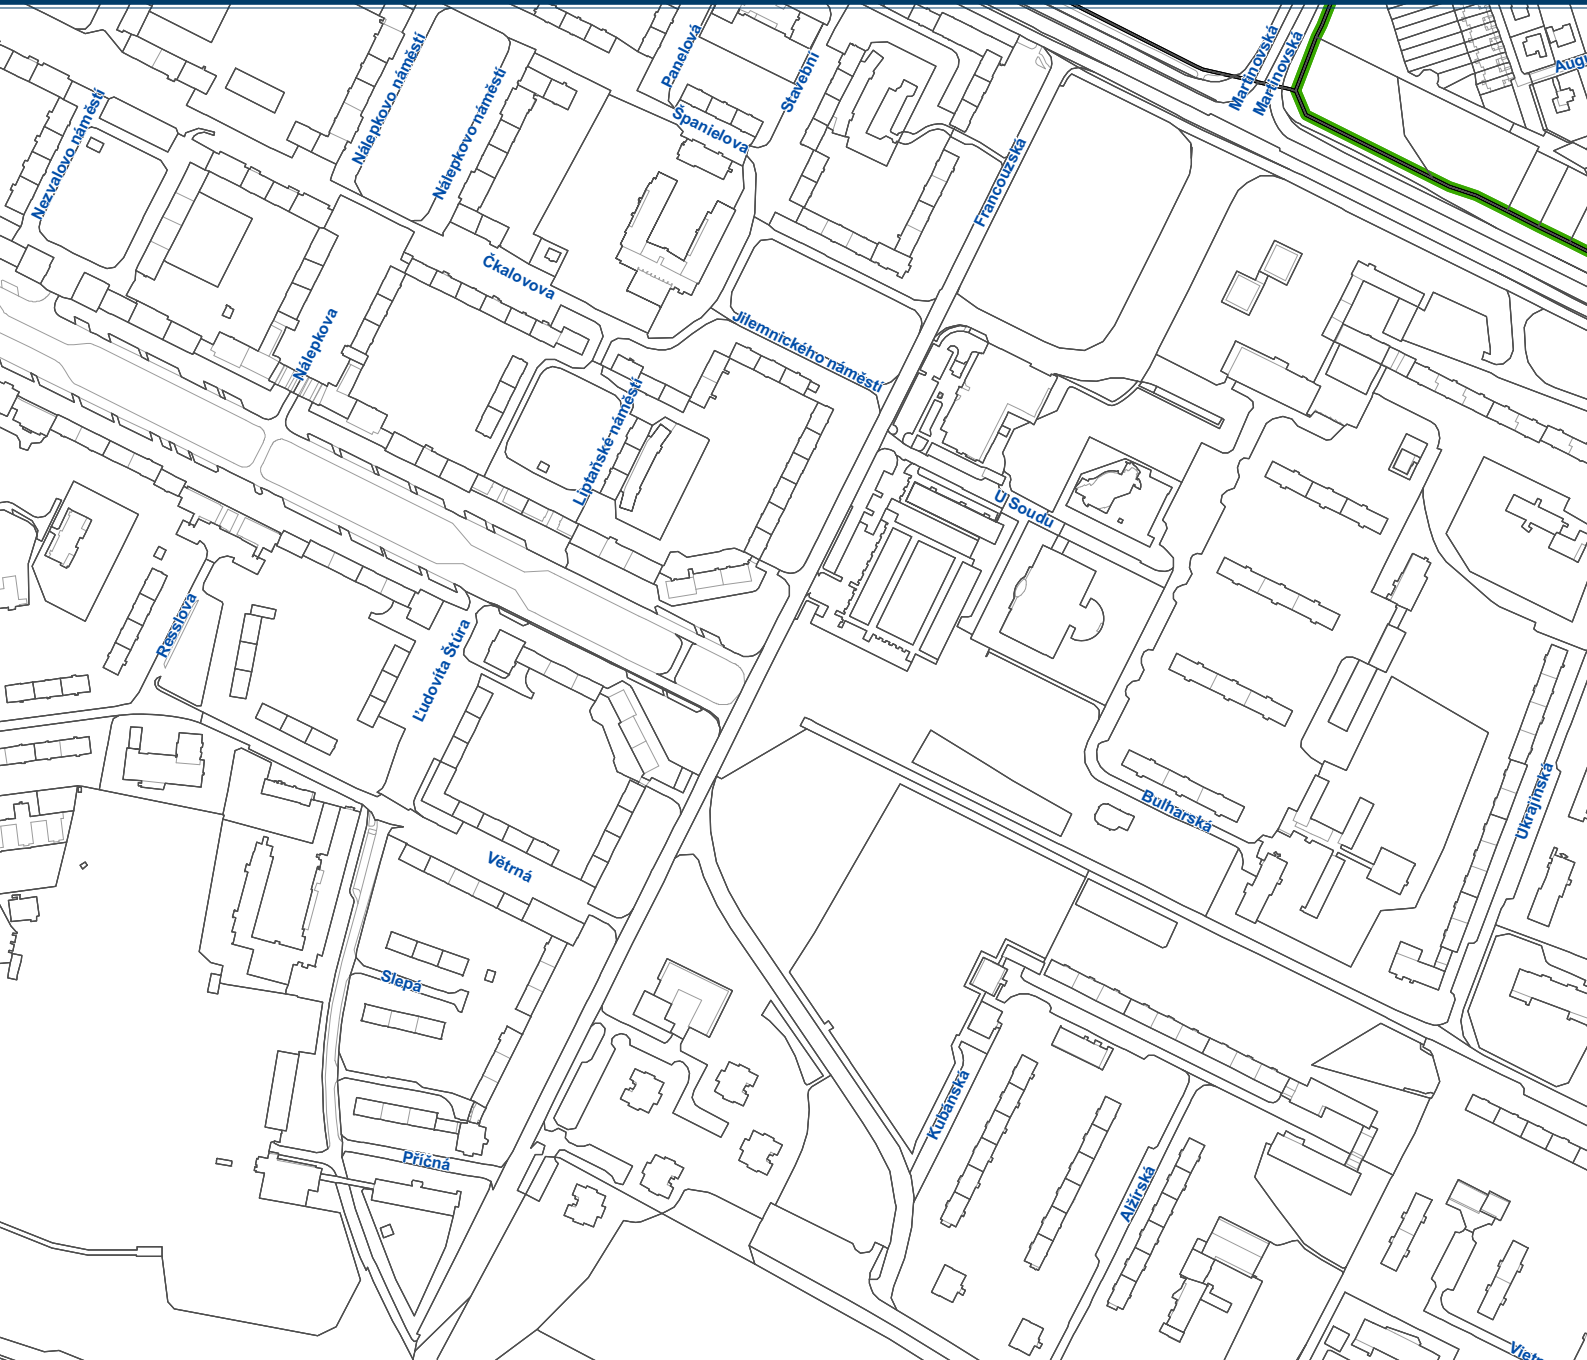 Martinovská
Martinovská
Panelová
Stavební
Nálepkovo náměstí
Nálepkovo náměstí
Nezvalovo náměstí
Španielova
Francouzská
Čkalovova
Nálepkova
Jilemnického náměstí
Liptaňské náměstí
U Soudu
Resslova
Ľudovíta Štúra
Bulharská
Ukrajinská
Větrná
Slepá
Kubánská
Příčná
Alžírská